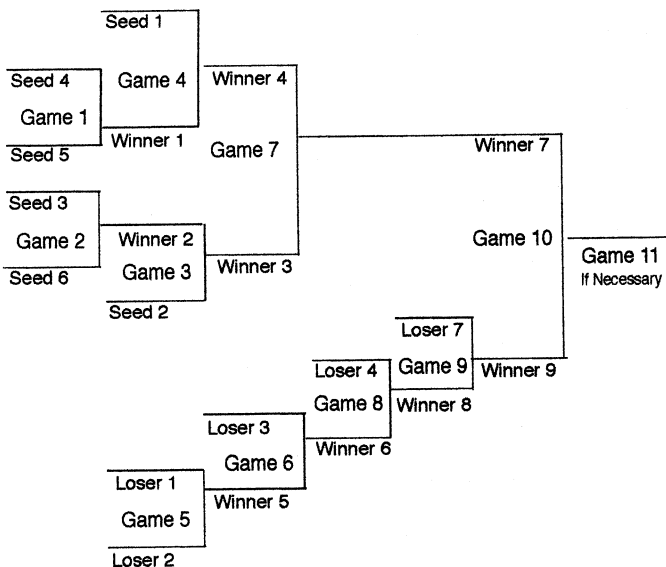 Seed 1
Seed 4
Game 4
Winner 4
Game 1
Winner 1
Seed 5
Game 7
Winner 7
Seed 3
Game 2
Winner 2
Game 3
Winner 3
Seed 6
Seed 2
Game 10
Game 11
If Necessary
Loser 7
Game 9
Winner 9
Loser 4
Game 8
Winner 8
Loser 3
Game 6
Winner 6
Loser 1
Game 5
Winner 5
Loser 2